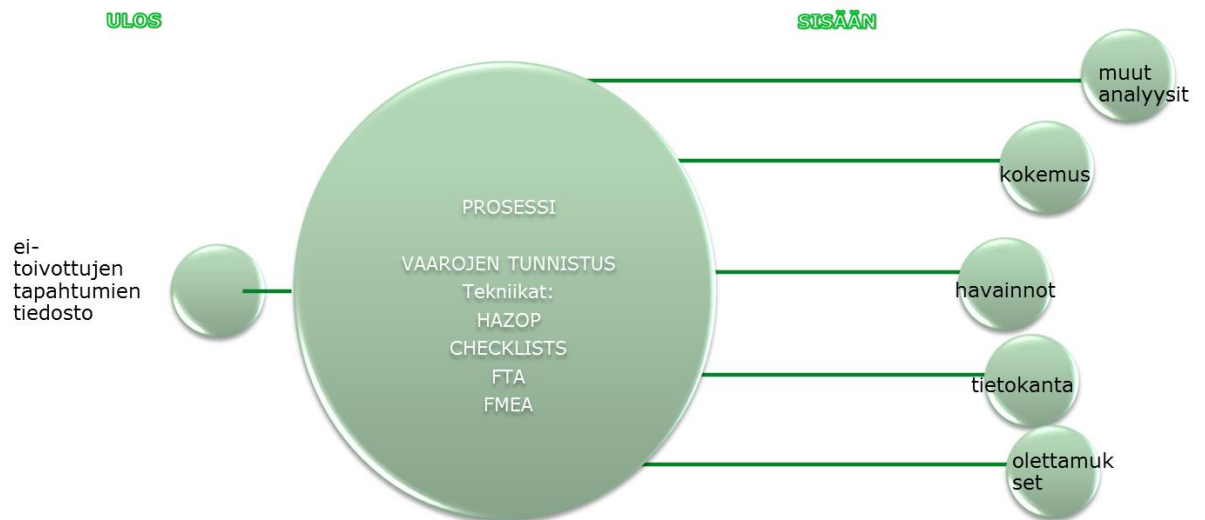 ULOS
SISÄÄN
muut
analyysit
kokemus
PROSESSI
VAAROJEN TUNNISTUS
Tekniikat:
HAZOP
CHECKLISTS
FTA
FMEA
ei-
toivottujen
tapahtumien
tiedosto
havainnot
tietokanta
olettamuk
set